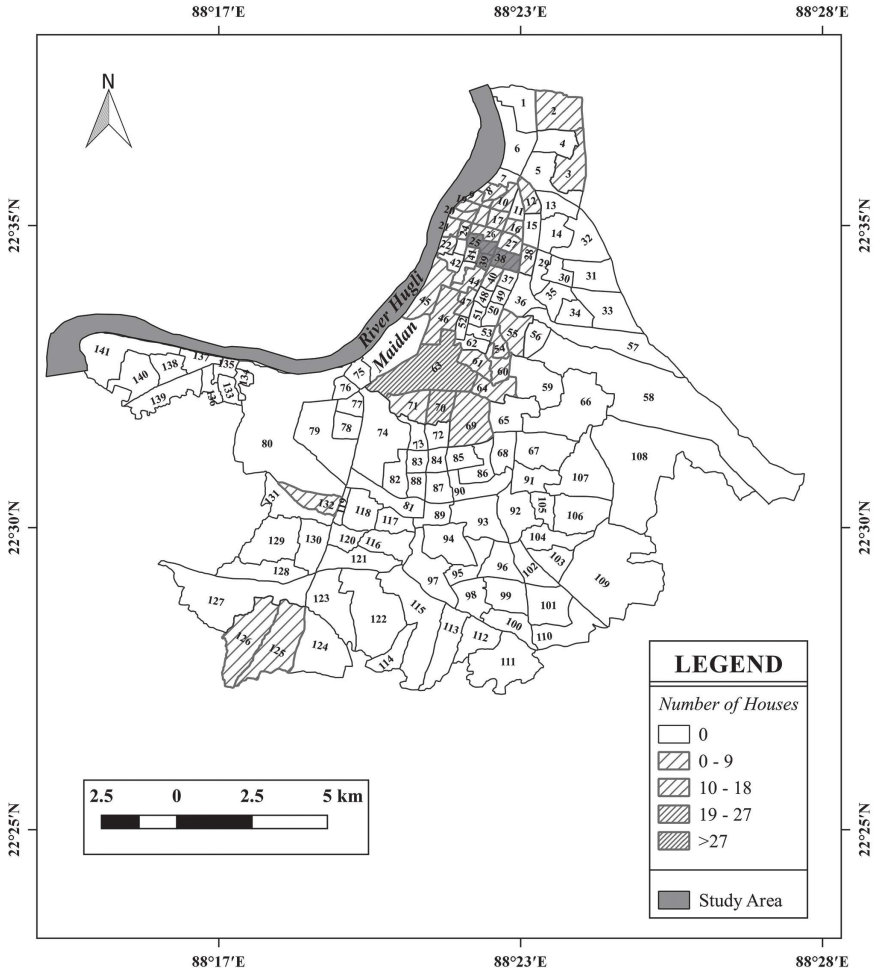 88°17′E 88°23′E 88°28′E
N
1 2
4
6 5 3
7
8 9 19 10 12 13
20 11
21 17 16 15 14 32
24 26
22 25 27
42 41 39 38 28 29 31
44 40 37 30
45 48 49 36 35
47 50 34 33
46 52 51
53 55 56 57
62 54
River Hugli
Maidan
141 137 135 75 63 61 60
140 138 134 76 64 59 58
139 136 133 77 71 70 69 65 66
80 79 78 74 73 72
83 84 85 68 67 108
82 88 87 86 91 107
131 132 119 81 90 105
118 117 89 93 92 106
129 130 120 116 94 104
128 121 96 102 103 109
127 123 97 95
122 115 98 99 101
126 125 124 113 112 100 110
114 111
22°35′N 22°35′N
22°30′N 22°30′N
22°25′N 22°25′N
2.5 0 2.5 5 km
LEGEND
Number of Houses
0
0 - 9
10 - 18
19 - 27
>27
Study Area
88°17′E 88°23′E 88°28′E